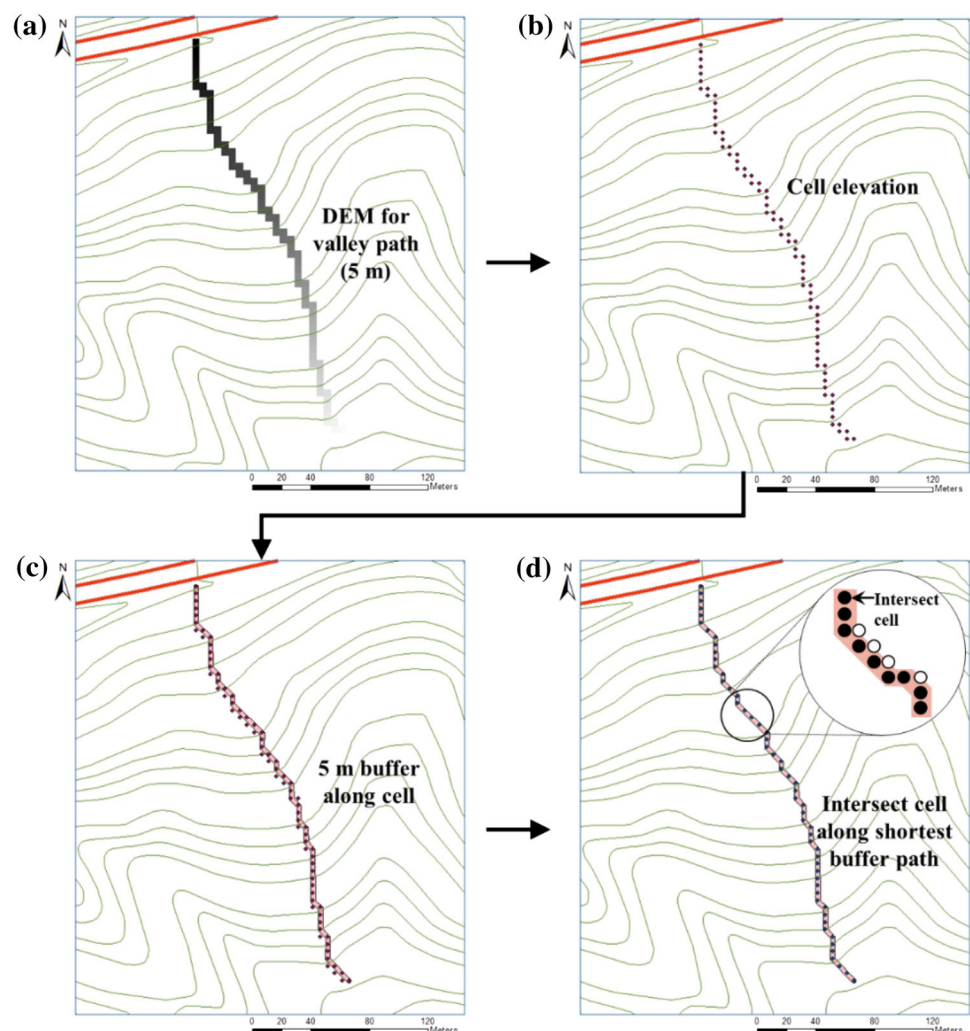 (a)
N
DEM for
valley path
(5 m)
0 20 40 80 120
Meters
(b)
N
Cell elevation
0 20 40 80 120
Meters
(c)
N
5 m buffer
along cell
0 20 40 80 120
Meters
(d)
N
Intersect
cell
Intersect cell
along shortest
buffer path
0 20 40 80 120
Meters